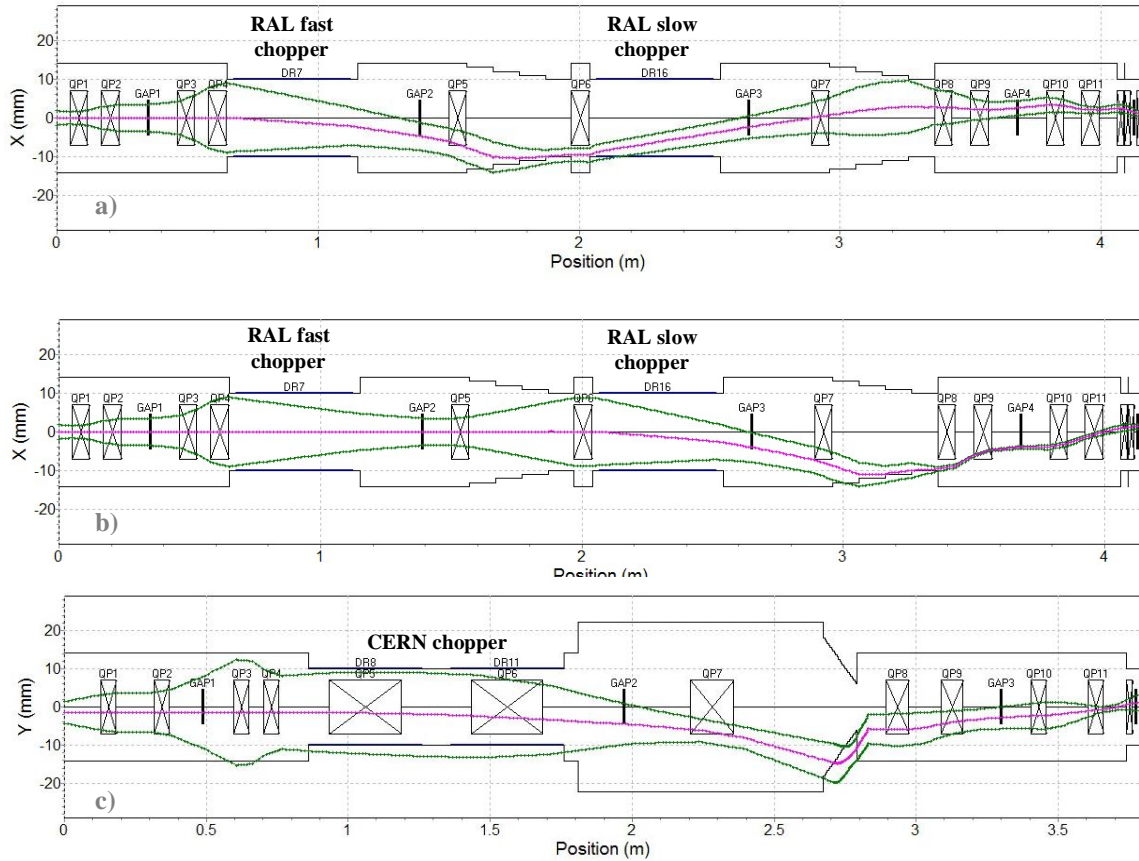 RAL fast
chopper
RAL slow
chopper
X (mm)
20
10
0
-10
-20
QP1 QP2 GAP1 QP3 QP4 DR7 GAP2 QP5 QP6 DR16 GAP3 QP7 QP8 QP9 GAP4 QP10 QP11
a)
0 1 2 3 4
Position (m)
RAL fast
chopper
RAL slow
chopper
X (mm)
20
10
0
-10
-20
QP1 QP2 GAP1 QP3 QP4 DR7 GAP2 QP5 QP6 DR16 GAP3 QP7 QP8 QP9 GAP4 QP10 QP11
b)
0 1 2 3 4
Position (m)
CERN chopper
Y (mm)
20
10
0
-10
-20
QP1 QP2 GAP1 QP3 QP4 DR8 QP5 DR11 QP6 GAP2 QP7 QP8 QP9 GAP3 QP10 QP11
c)
0 0.5 1 1.5 2 2.5 3 3.5
Position (m)